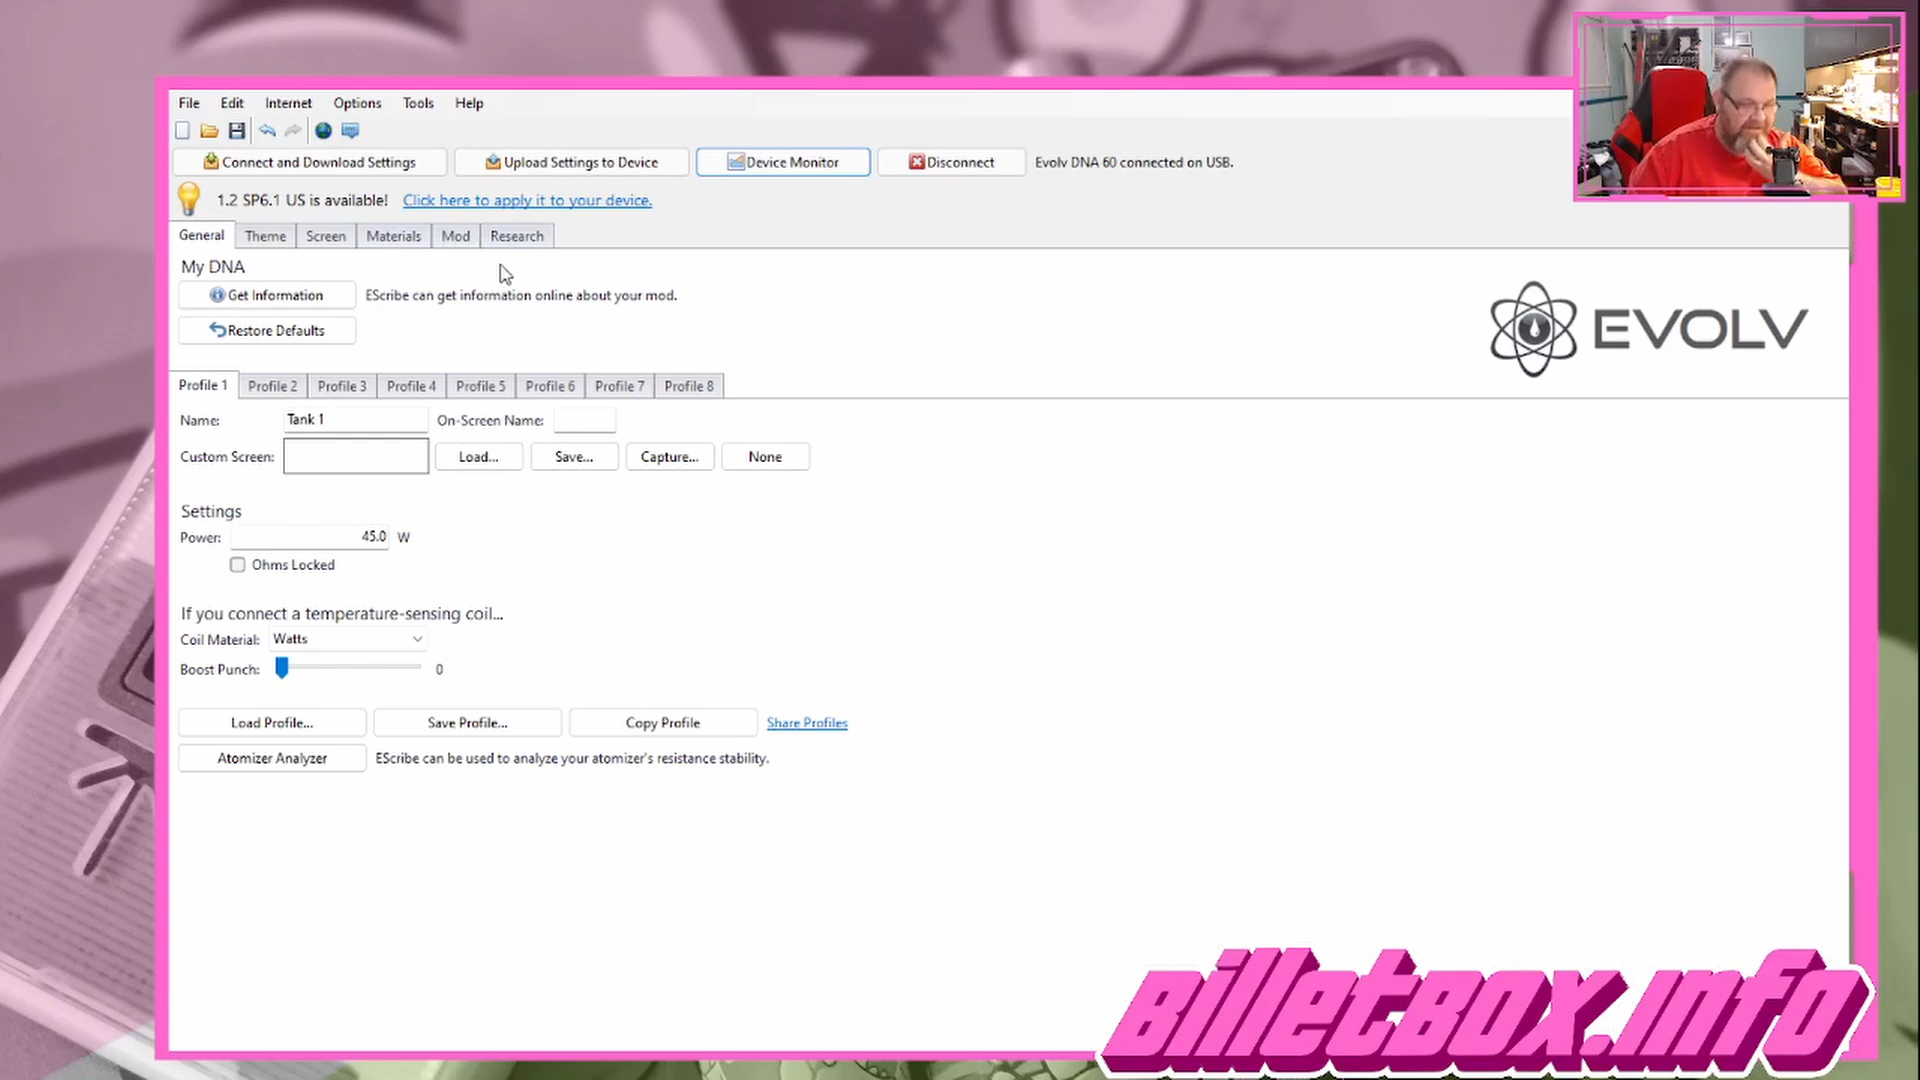 File Edit Internet Options Tools Help
Connect and Download Settings Upload Settings to Device Device Monitor Disconnect Evolv DNA 60 connected on USB.
1.2 SP6.1 US is available! Click here to apply it to your device.
General Theme Screen Materials Mod Research
My DNA
Get Information EScribe can get information online about your mod.
Restore Defaults
EVOLV
Profile 1 Profile 2 Profile 3 Profile 4 Profile 5 Profile 6 Profile 7 Profile 8
Name: Tank 1 On-Screen Name:
Custom Screen: Load... Save... Capture... None
Settings
Power: 45.0 W
Ohms Locked
If you connect a temperature-sensing coil...
Coil Material: Watts
Boost Punch: 0
Load Profile... Save Profile... Copy Profile Share Profiles
Atomizer Analyzer EScribe can be used to analyze your atomizer's resistance stability.
Billetbox.info